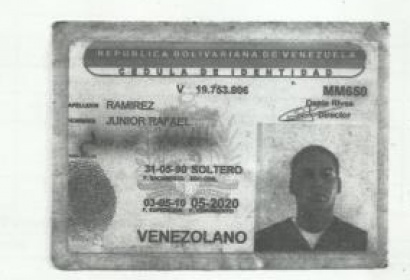 REPUBLICA BOLIVARIANA DE VENEZUELA
CEDULA DE IDENTIDAD
V 19.753.806 MM650
APELLIDOS RAMIREZ Dante Rivas
NOMBRES JUNIOR RAFAEL Director
31-05-90 SOLTERO
F. NACIMIENTO EDO. CIVIL
03-05-10 05-2020
F. EXPEDICION F. VENCIMIENTO
VENEZOLANO